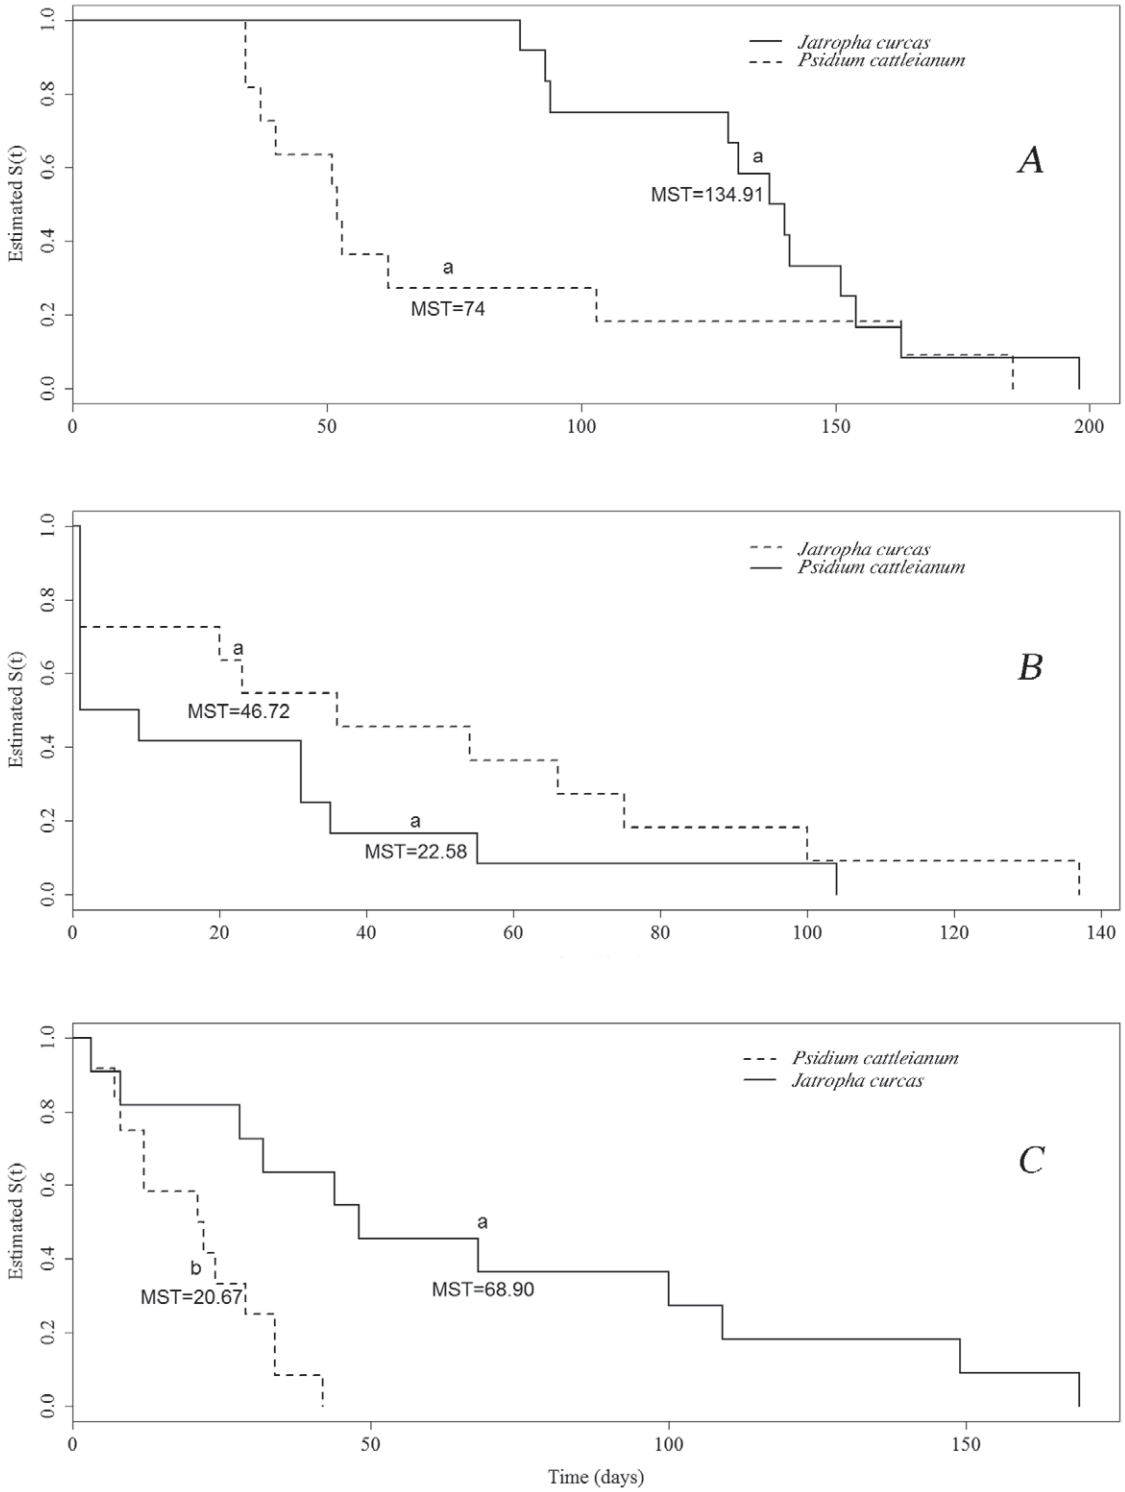 Jatropha curcas
Psidium cattleianum
A
Estimated S(t)
1.0
0.8
0.6
0.4
0.2
0.0
a
MST=134.91
a
MST=74
0 50 100 150 200
Jatropha curcas
Psidium cattleianum
B
Estimated S(t)
1.0
0.8
0.6
0.4
0.2
0.0
a
MST=46.72
a
MST=22.58
0 20 40 60 80 100 120 140
Psidium cattleianum
Jatropha curcas
C
Estimated S(t)
1.0
0.8
0.6
0.4
0.2
0.0
a
MST=68.90
b
MST=20.67
0 50 100 150
Time (days)